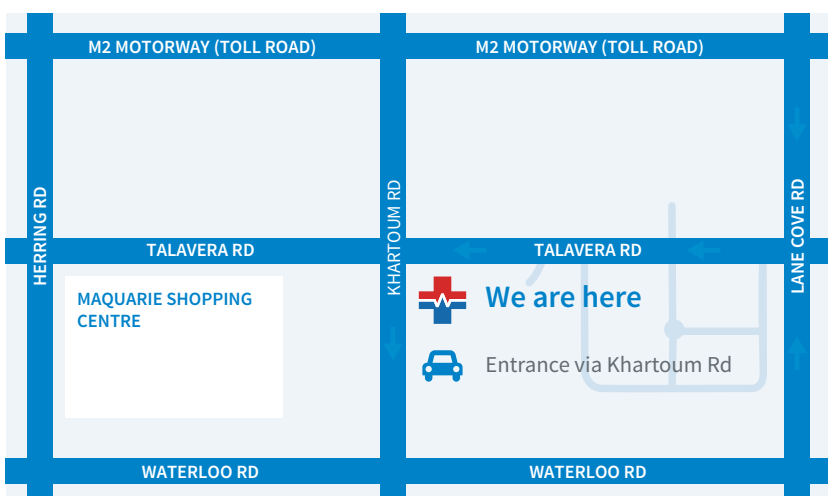 M2 MOTORWAY (TOLL ROAD)
M2 MOTORWAY (TOLL ROAD)
HERRING RD
KHARTOUM RD
LANE COVE RD
TALAVERA RD
TALAVERA RD
MAQUARIE SHOPPING
CENTRE
We are here
Entrance via Khartoum Rd
WATERLOO RD
WATERLOO RD